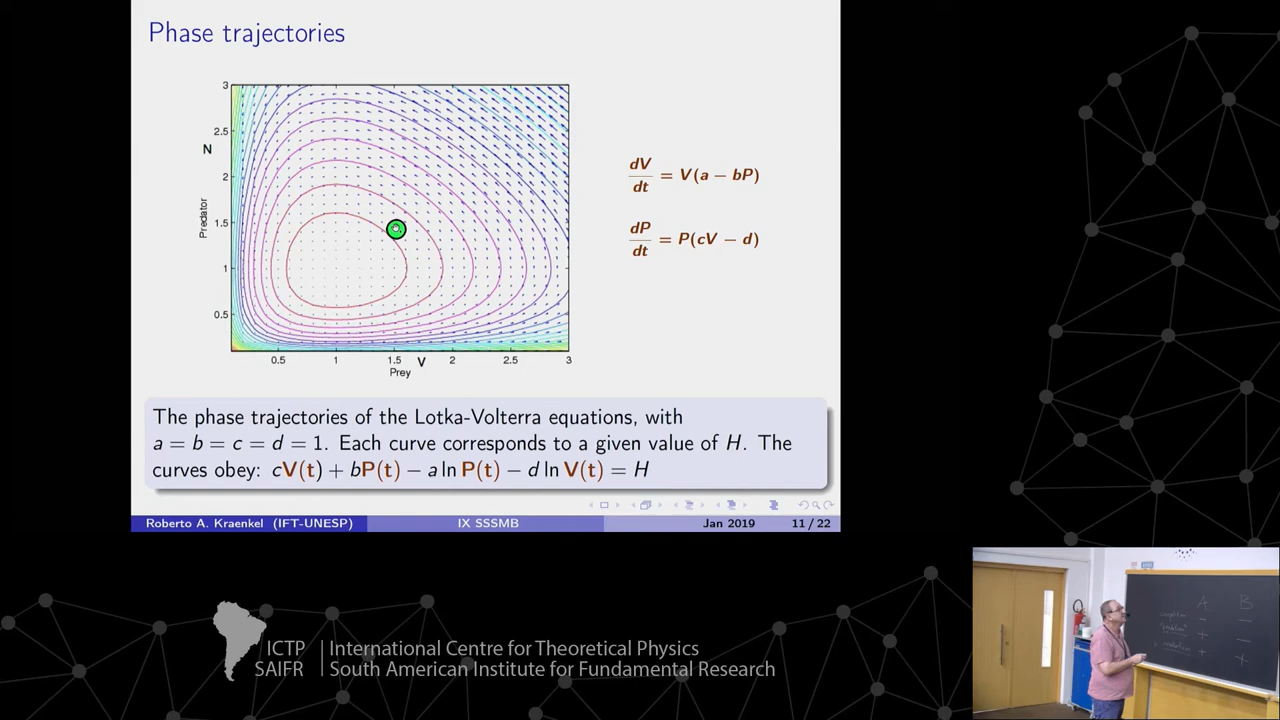 Phase trajectories
3
2.5
2
1.5
1
0.5
N
Predator
0.5 1 1.5 2 2.5 3
V
Prey
dV/dt = V(a − bP)
dP/dt = P(cV − d)
The phase trajectories of the Lotka-Volterra equations, with
a = b = c = d = 1. Each curve corresponds to a given value of H. The
curves obey: cV(t) + bP(t) − a ln P(t) − d ln V(t) = H
Roberto A. Kraenkel (IFT-UNESP) IX SSSMB Jan 2019 11 / 22
ICTP International Centre for Theoretical Physics
SAIFR South American Institute for Fundamental Research
A B
− −
+ −
+ +